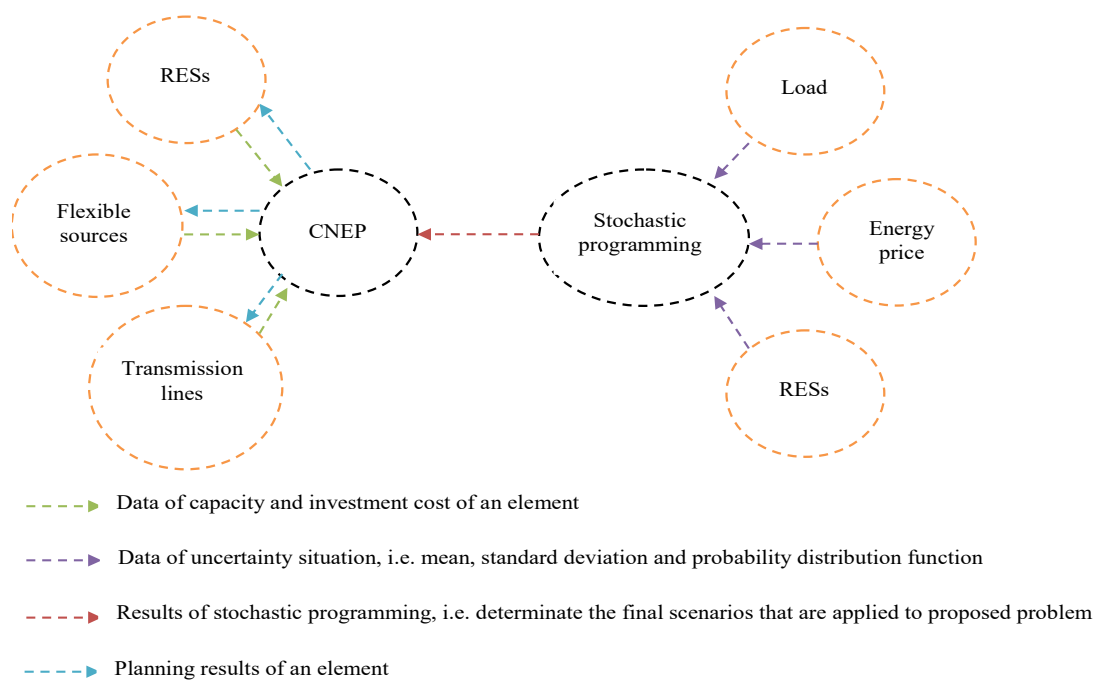 RESs
Flexible
sources
Transmission
lines
CNEP
Stochastic
programming
Load
Energy
price
RESs
Data of capacity and investment cost of an element
Data of uncertainty situation, i.e. mean, standard deviation and probability distribution function
Results of stochastic programming, i.e. determinate the final scenarios that are applied to proposed problem
Planning results of an element